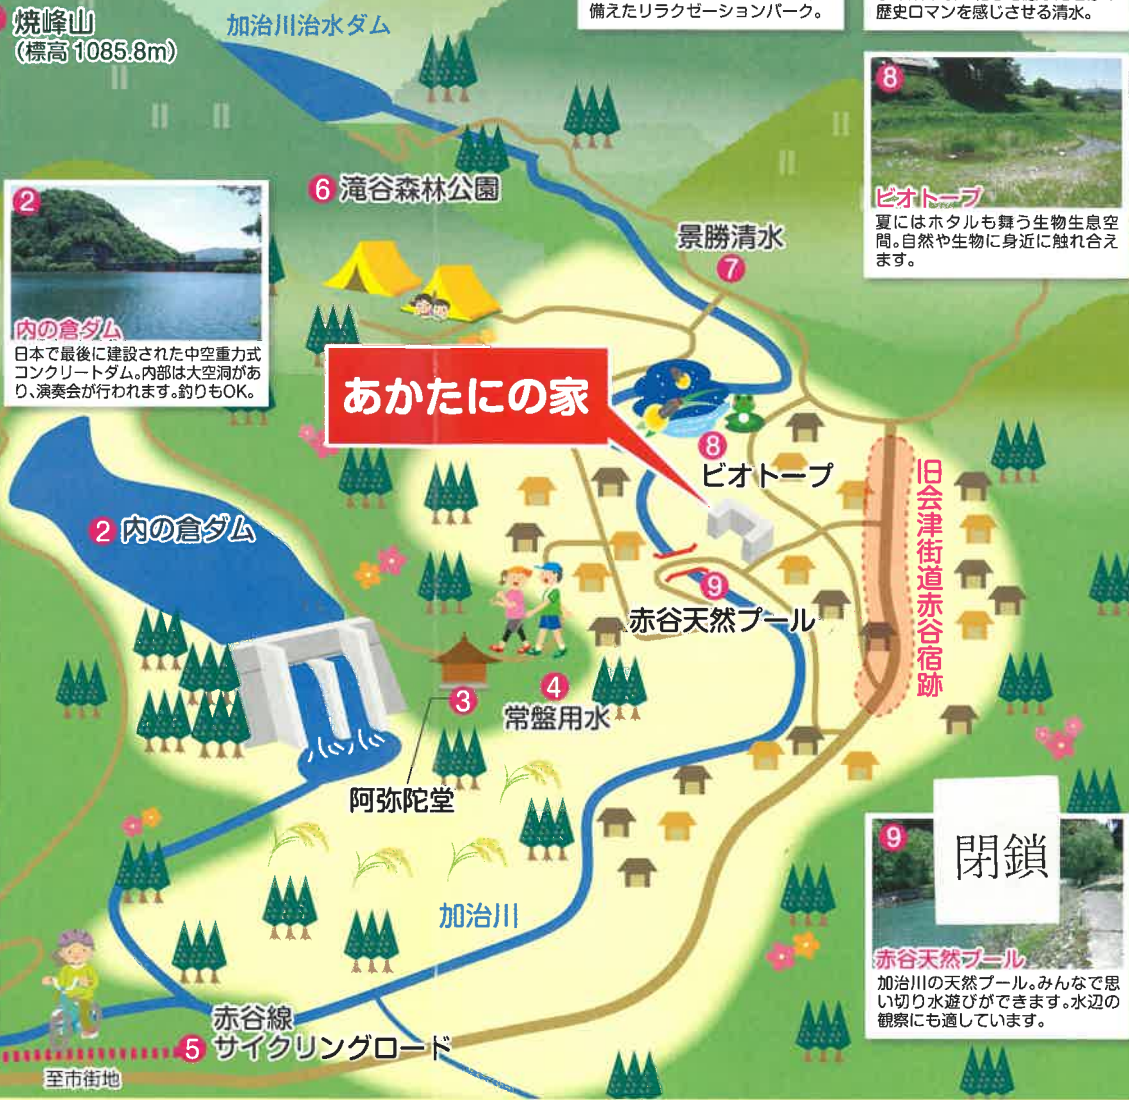 焼峰山
(標高1085.8m)
加治川治水ダム
備えたリラクゼーションパーク。
歴史ロマンを感じさせる清水。
8
ビオトープ
夏にはホタルも舞う生物生息空
間。自然や生物に身近に触れ合え
ます。
2
内の倉ダム
日本で最後に建設された中空重力式
コンクリートダム。内部は大空洞があ
り、演奏会が行われます。釣りもOK。
6 滝谷森林公園
景勝清水
7
あかたにの家
8
ビオトープ
旧会津街道赤谷宿跡
2 内の倉ダム
9
赤谷天然プール
3
4
常盤用水
阿弥陀堂
加治川
9
閉鎖
赤谷天然プール
加治川の天然プール。みんなで思
い切り水遊びができます。水辺の
観察にも適しています。
赤谷線
5 サイクリングロード
至市街地